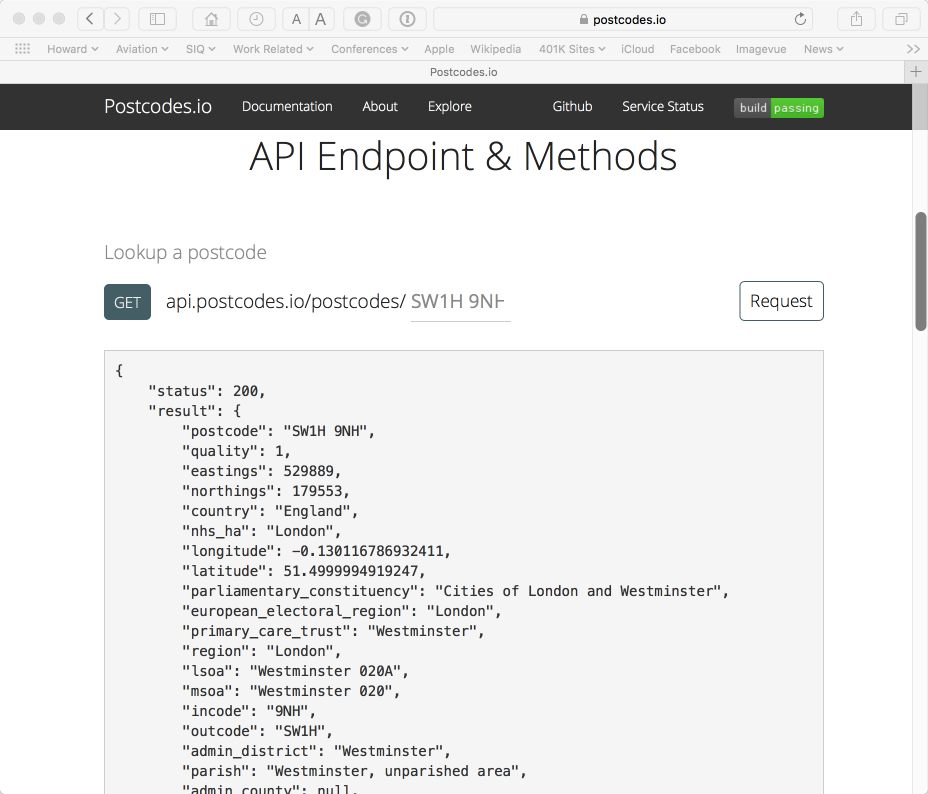 A A
postcodes.io
Howard Aviation SIQ Work Related Conferences Apple Wikipedia 401K Sites iCloud Facebook Imagevue News
Postcodes.io
Postcodes.io Documentation About Explore Github Service Status build passing
API Endpoint & Methods
Lookup a postcode
GET api.postcodes.io/postcodes/ SW1H 9NH Request
{
"status": 200,
"result": {
"postcode": "SW1H 9NH",
"quality": 1,
"eastings": 529889,
"northings": 179553,
"country": "England",
"nhs_ha": "London",
"longitude": -0.130116786932411,
"latitude": 51.4999994919247,
"parliamentary_constituency": "Cities of London and Westminster",
"european_electoral_region": "London",
"primary_care_trust": "Westminster",
"region": "London",
"lsoa": "Westminster 020A",
"msoa": "Westminster 020",
"incode": "9NH",
"outcode": "SW1H",
"admin_district": "Westminster",
"parish": "Westminster, unparished area",
"admin_county": null,